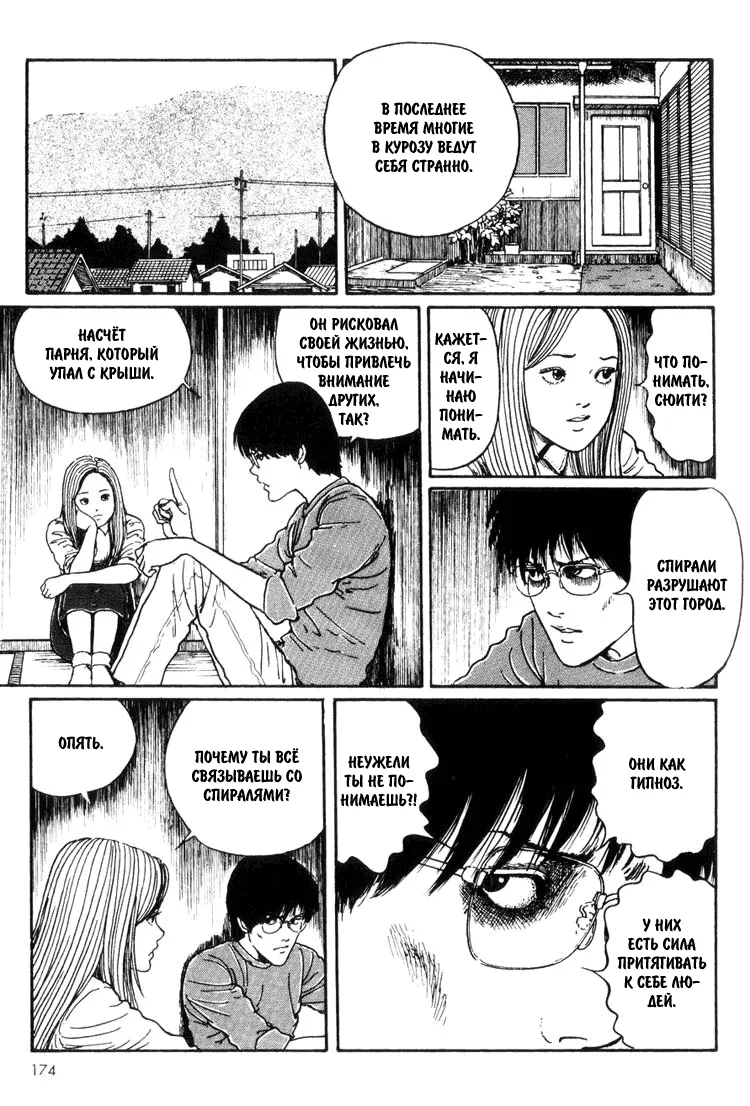 В ПОСЛЕДНЕЕ
ВРЕМЯ МНОГИЕ
В КУРОЗУ ВЕДУТ
СЕБЯ СТРАННО.
НАСЧЁТ
ПАРНЯ, КОТОРЫЙ
УПАЛ С КРЫШИ.
ОН РИСКОВАЛ
СВОЕЙ ЖИЗНЬЮ,
ЧТОБЫ ПРИВЛЕЧЬ
ВНИМАНИЕ
ДРУГИХ,
ТАК?
КАЖЕТ-
СЯ, Я
НАЧИ-
НАЮ
ПОНИ-
МАТЬ.
ЧТО ПО-
НИМАТЬ,
СЮИТИ?
СПИРАЛИ
РАЗРУШАЮТ
ЭТОТ ГОРОД.
ОПЯТЬ.
ПОЧЕМУ ТЫ ВСЁ
СВЯЗЫВАЕШЬ СО
СПИРАЛЯМИ?
НЕУЖЕЛИ
ТЫ НЕ ПО-
НИМАЕШЬ?!
ОНИ КАК
ГИПНОЗ.
У НИХ
ЕСТЬ СИЛА
ПРИТЯГИВАТЬ
К СЕБЕ ЛЮ-
ДЕЙ.
174